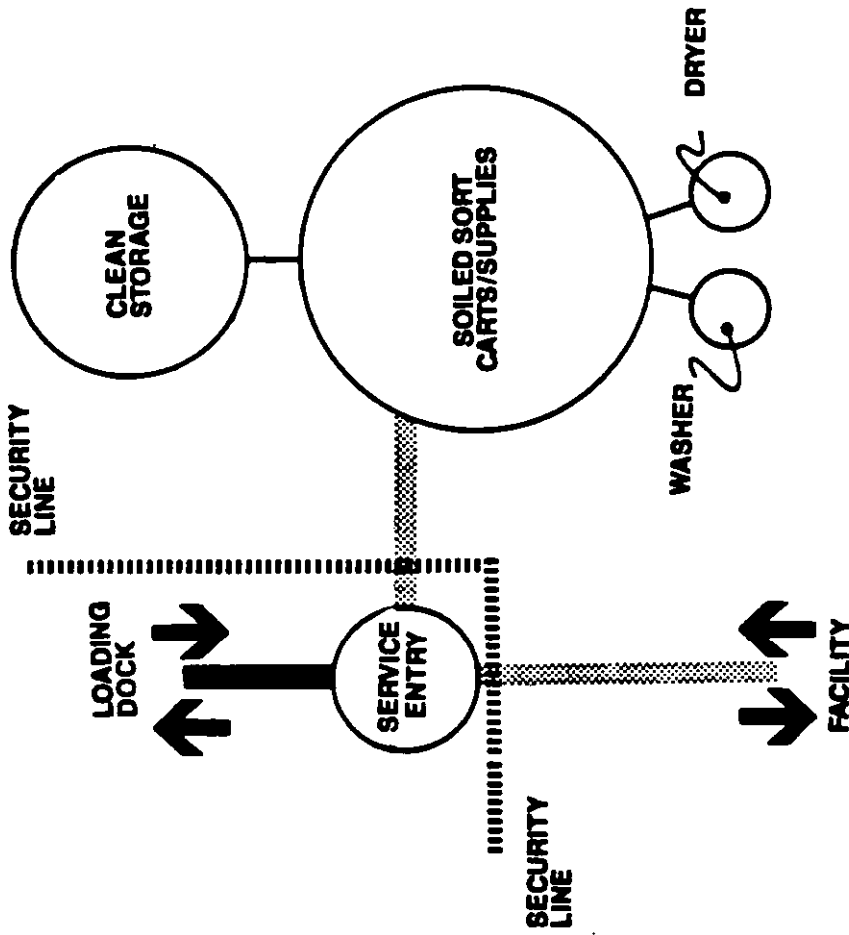 SECURITY
LINE
LOADING
DOCK
SERVICE
ENTRY
SECURITY
LINE
FACILITY
CLEAN
STORAGE
SOILED SORT
CARTS/SUPPLIES
WASHER
DRYER